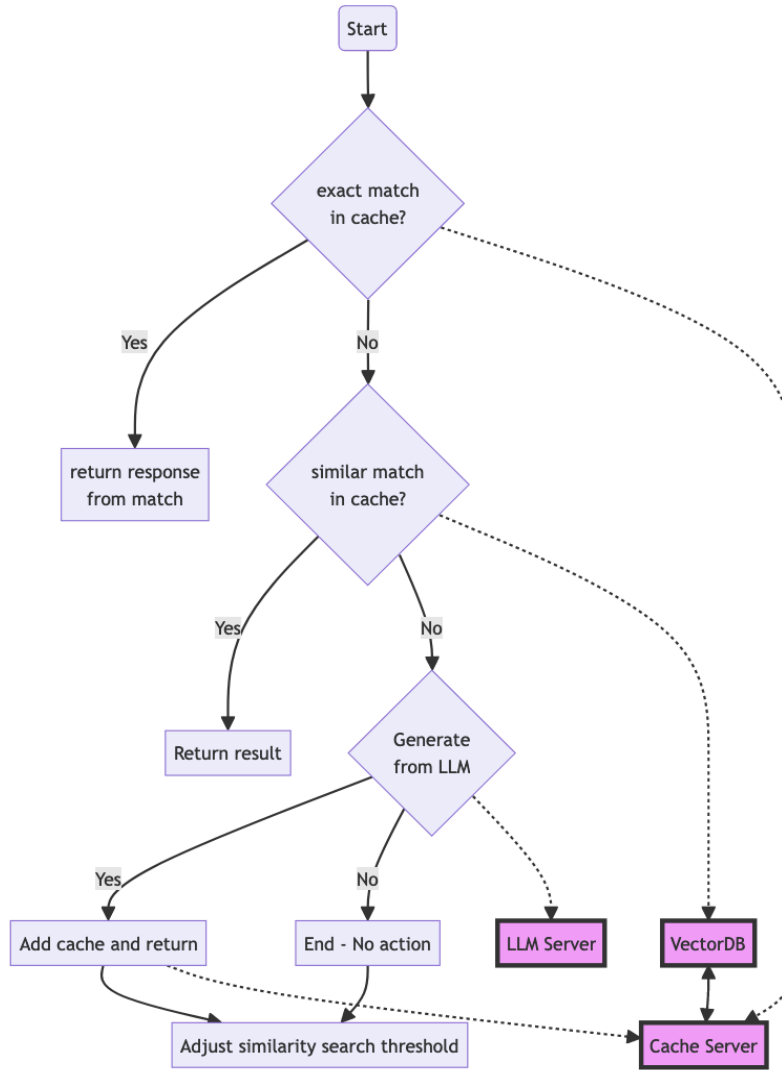 Start
exact match
in cache?
Yes
No
return response
from match
similar match
in cache?
Yes
No
Return result
Generate
from LLM
Yes
No
Add cache and return
End - No action
LLM Server
VectorDB
Adjust similarity search threshold
Cache Server